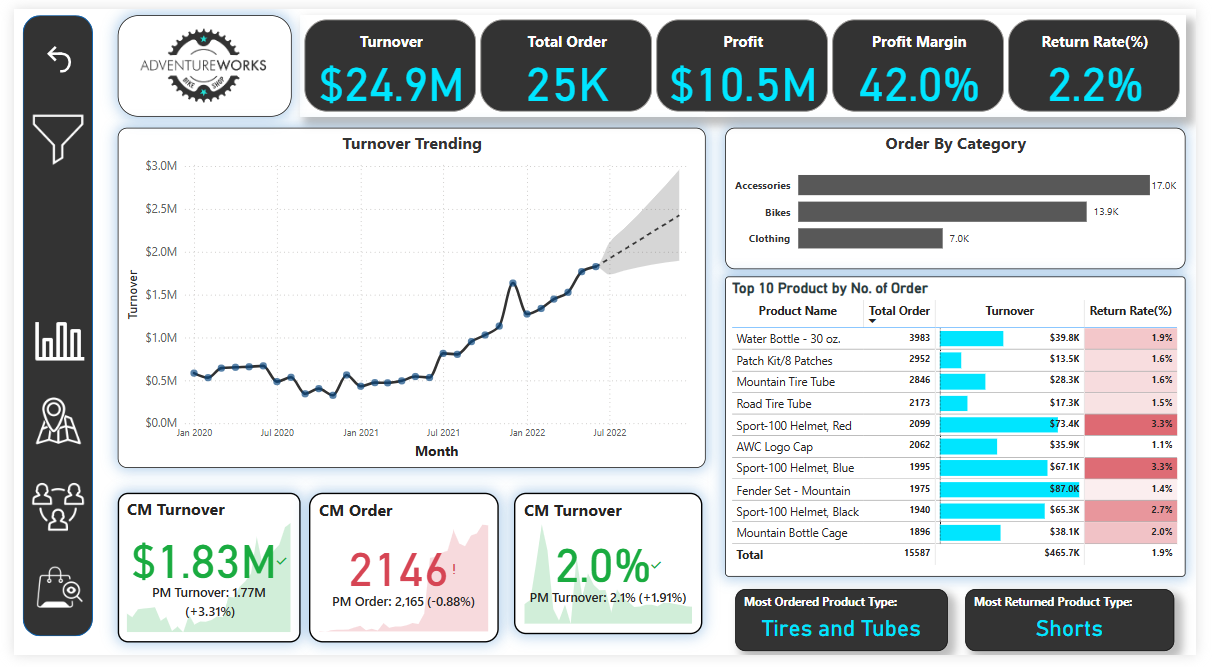 ADVENTUREWORKS
BIKE SHOP
Turnover
$24.9M
Total Order
25K
Profit
$10.5M
Profit Margin
42.0%
Return Rate(%)
2.2%
Turnover Trending
$3.0M
$2.5M
$2.0M
$1.5M
$1.0M
$0.5M
$0.0M
Turnover
Jan 2020 Jul 2020 Jan 2021 Jul 2021 Jan 2022 Jul 2022
Month
Order By Category
Accessories 17.0K
Bikes 13.9K
Clothing 7.0K
Top 10 Product by No. of Order
Product Name Total Order Turnover Return Rate(%)
Water Bottle - 30 oz. 3983 $39.8K 1.9%
Patch Kit/8 Patches 2952 $13.5K 1.6%
Mountain Tire Tube 2846 $28.3K 1.6%
Road Tire Tube 2173 $17.3K 1.5%
Sport-100 Helmet, Red 2099 $73.4K 3.3%
AWC Logo Cap 2062 $35.9K 1.1%
Sport-100 Helmet, Blue 1995 $67.1K 3.3%
Fender Set - Mountain 1975 $87.0K 1.4%
Sport-100 Helmet, Black 1940 $65.3K 2.7%
Mountain Bottle Cage 1896 $38.1K 2.0%
Total 15587 $465.7K 1.9%
CM Turnover
$1.83M
PM Turnover: 1.77M
(+3.31%)
CM Order
2146!
PM Order: 2,165 (-0.88%)
CM Turnover
2.0%
PM Turnover: 2.1% (+1.91%)
Most Ordered Product Type:
Tires and Tubes
Most Returned Product Type:
Shorts